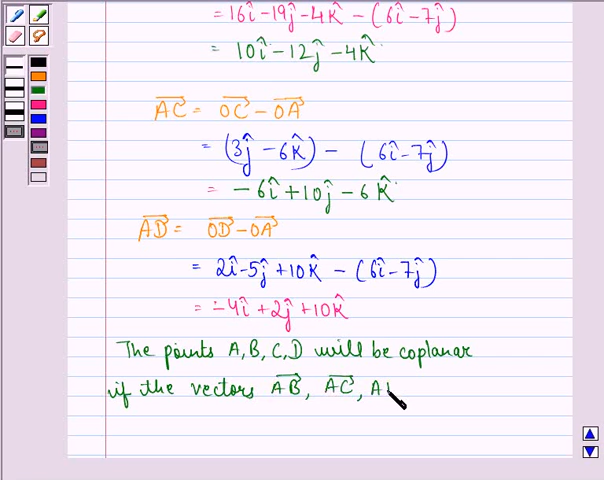 = 16î - 19ĵ - 4k̂ - (6î - 7ĵ)
= 10î - 12ĵ - 4k̂
AC⃗ = OC⃗ - OA⃗
= (3ĵ - 6k̂) - (6î - 7ĵ)
= -6î + 10ĵ - 6k̂
AD⃗ = OD⃗ - OA⃗
= 2î - 5ĵ + 10k̂ - (6î - 7ĵ)
= -4î + 2ĵ + 10k̂
The points A, B, C, D will be coplanar
if the vectors AB⃗, AC⃗, A